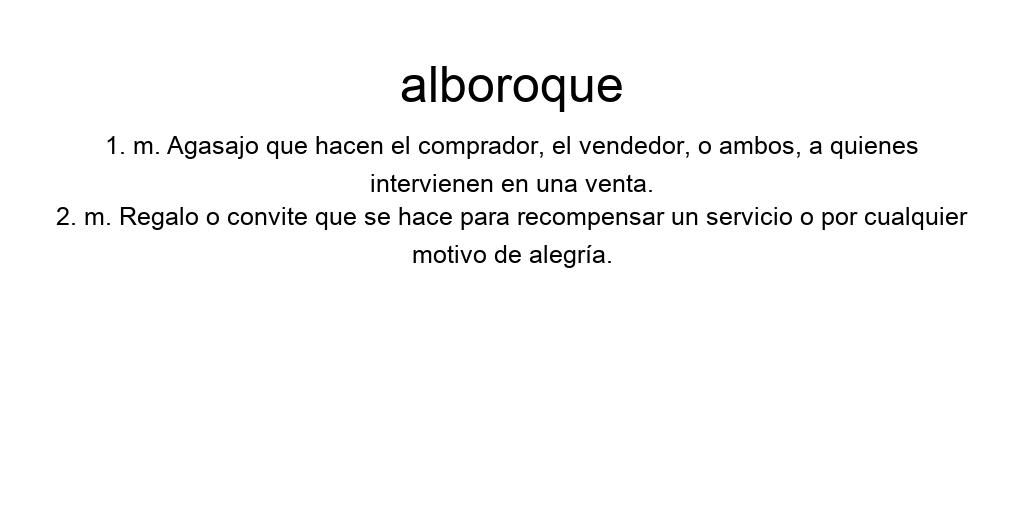 alboroque
1. m. Agasajo que hacen el comprador, el vendedor, o ambos, a quienes
intervienen en una venta.
2. m. Regalo o convite que se hace para recompensar un servicio o por cualquier
motivo de alegría.